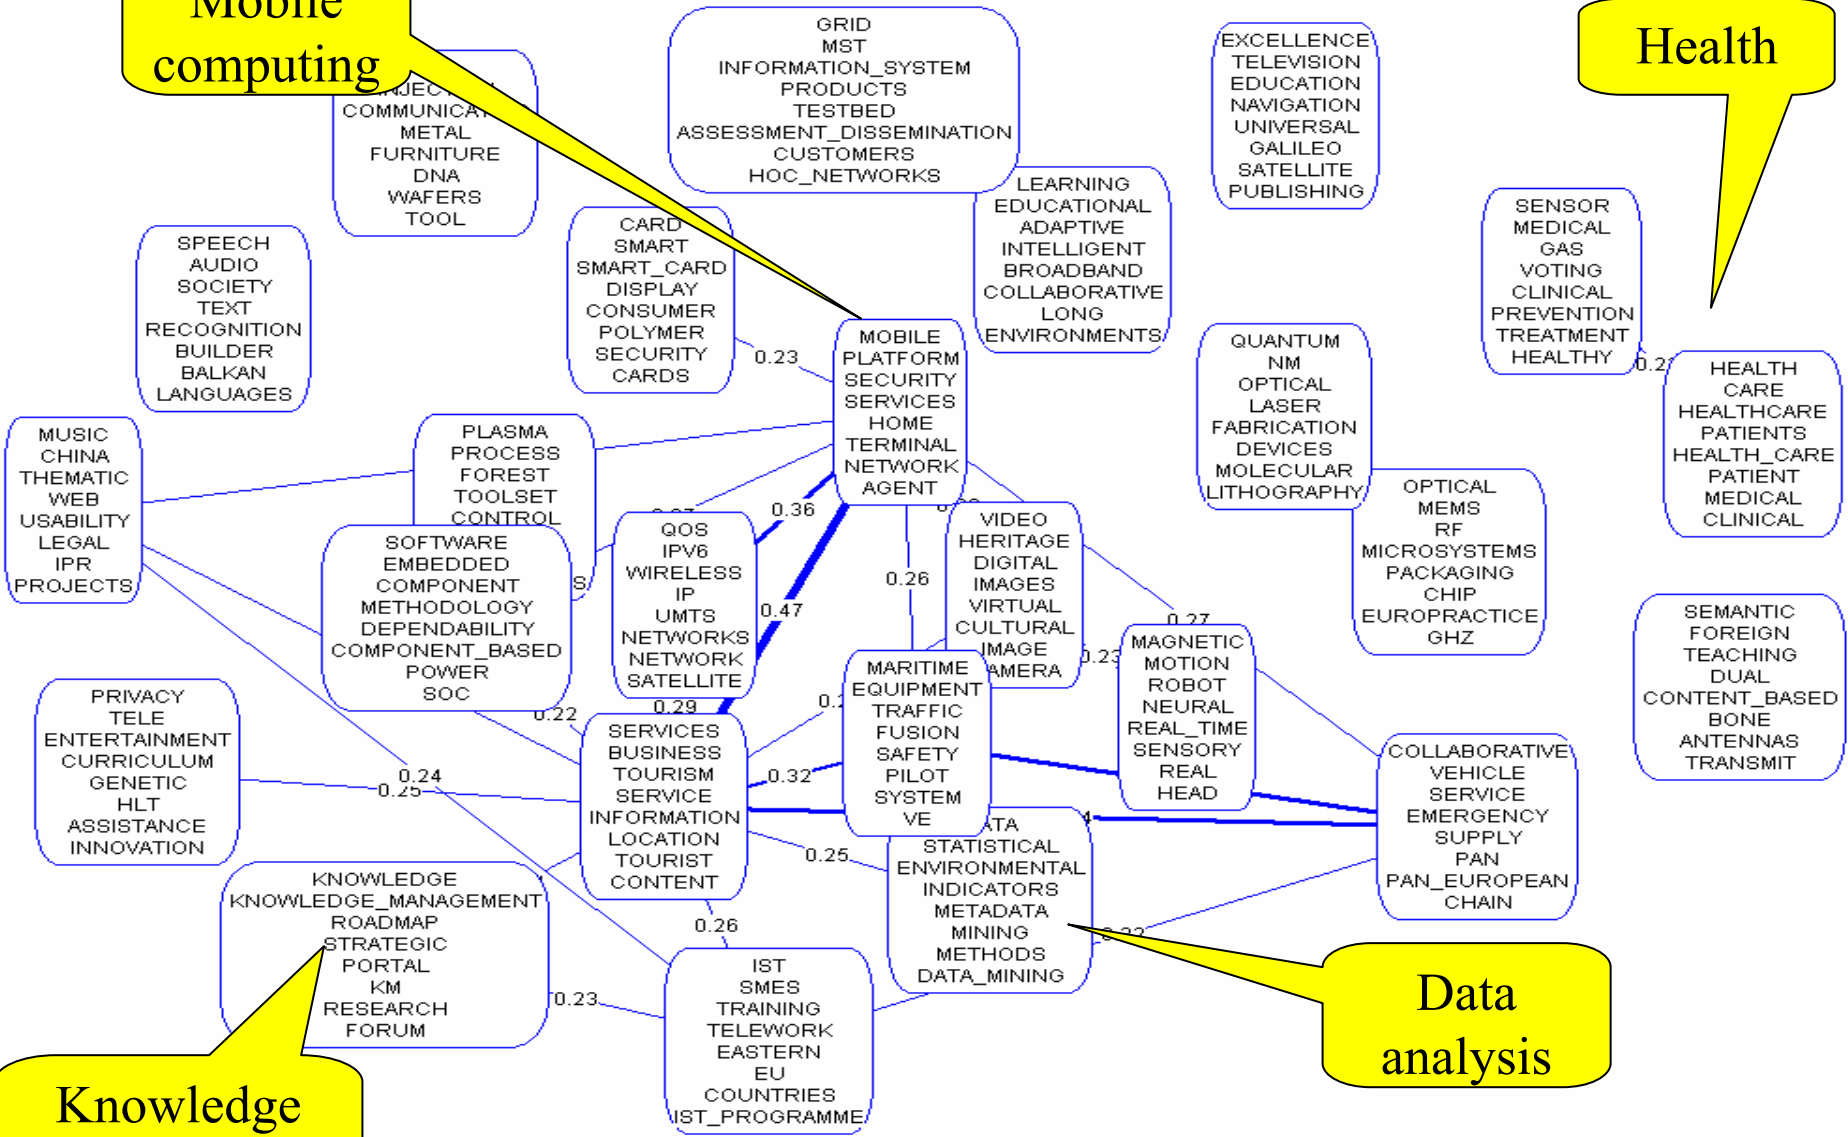 Mobile
computing
COMMUNICA
METAL
FURNITURE
DNA
WAFERS
TOOL
GRID
MST
INFORMATION_SYSTEM
PRODUCTS
TESTBED
ASSESSMENT_DISSEMINATION
CUSTOMERS
HOC_NETWORKS
EXCELLENCE
TELEVISION
EDUCATION
NAVIGATION
UNIVERSAL
GALILEO
SATELLITE
PUBLISHING
Health
SPEECH
AUDIO
SOCIETY
TEXT
RECOGNITION
BUILDER
BALKAN
LANGUAGES
CARD
SMART
SMART_CARD
DISPLAY
CONSUMER
POLYMER
SECURITY
CARDS
LEARNING
EDUCATIONAL
ADAPTIVE
INTELLIGENT
BROADBAND
COLLABORATIVE
LONG
ENVIRONMENTS
SENSOR
MEDICAL
GAS
VOTING
CLINICAL
PREVENTION
TREATMENT
HEALTHY
0.23
MOBILE
PLATFORM
SECURITY
SERVICES
HOME
TERMINAL
NETWORK
AGENT
QUANTUM
NM
OPTICAL
LASER
FABRICATION
DEVICES
MOLECULAR
LITHOGRAPHY
HEALTH
CARE
HEALTHCARE
PATIENTS
HEALTH_CARE
PATIENT
MEDICAL
CLINICAL
MUSIC
CHINA
THEMATIC
WEB
USABILITY
LEGAL
IPR
PROJECTS
PLASMA
PROCESS
FOREST
TOOLSET
CONTROL
S
OPTICAL
MEMS
RF
MICROSYSTEMS
PACKAGING
CHIP
EUROPRACTICE
GHZ
0.36
SOFTWARE
EMBEDDED
COMPONENT
METHODOLOGY
DEPENDABILITY
COMPONENT_BASED
POWER
SOC
QOS
IPV6
WIRELESS
IP
UMTS
NETWORKS
NETWORK
SATELLITE
0.47
0.26
VIDEO
HERITAGE
DIGITAL
IMAGES
VIRTUAL
CULTURAL
IMAGE
AMERA
0.27
0.23
SEMANTIC
FOREIGN
TEACHING
DUAL
CONTENT_BASED
BONE
ANTENNAS
TRANSMIT
MAGNETIC
MOTION
ROBOT
NEURAL
REAL_TIME
SENSORY
REAL
HEAD
MARITIME
EQUIPMENT
TRAFFIC
FUSION
SAFETY
PILOT
SYSTEM
VE
PRIVACY
TELE
ENTERTAINMENT
CURRICULUM
GENETIC
HLT
ASSISTANCE
INNOVATION
0.22
0.29
0.24
0.25
0.32
SERVICES
BUSINESS
TOURISM
SERVICE
INFORMATION
LOCATION
TOURIST
CONTENT
COLLABORATIVE
VEHICLE
SERVICE
EMERGENCY
SUPPLY
PAN
PAN_EUROPEAN
CHAIN
0.25
ATA
STATISTICAL
ENVIRONMENTAL
INDICATORS
METADATA
MINING
METHODS
DATA_MINING
KNOWLEDGE
KNOWLEDGE_MANAGEMENT
ROADMAP
STRATEGIC
PORTAL
KM
RESEARCH
FORUM
0.26
0.23
IST
SMES
TRAINING
TELEWORK
EASTERN
EU
COUNTRIES
IST_PROGRAMME
Data
analysis
Knowledge